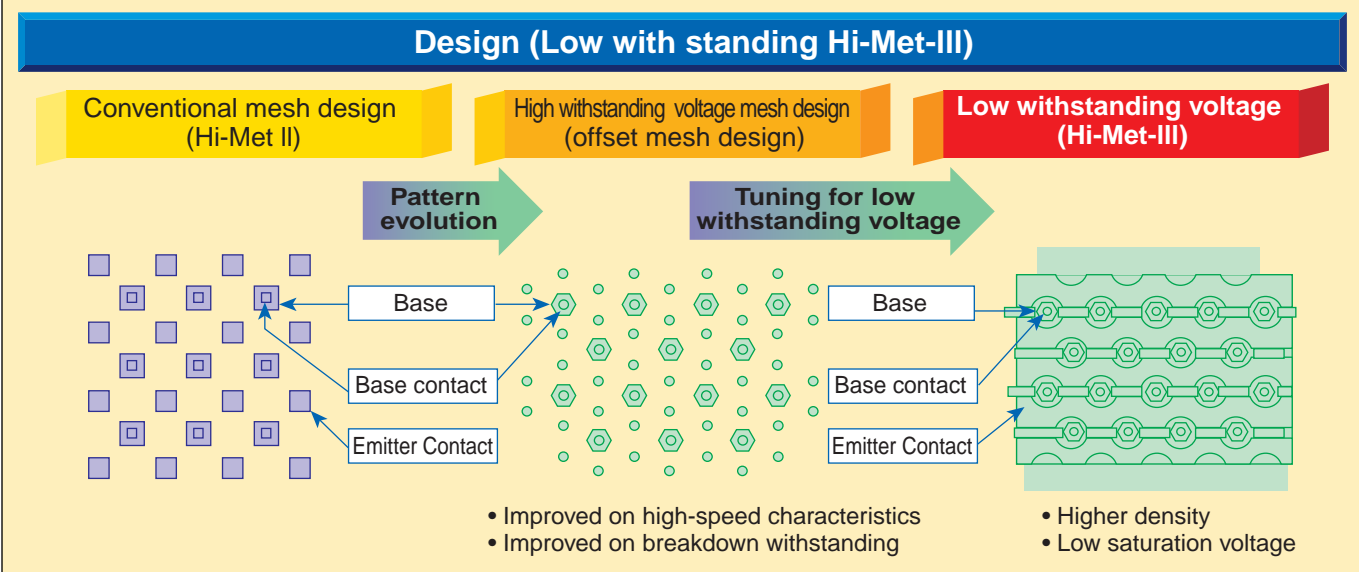 Design (Low with standing Hi-Met-III)
Conventional mesh design
(Hi-Met II)
High withstanding voltage mesh design
(offset mesh design)
Low withstanding voltage
(Hi-Met-III)
Pattern
evolution
Tuning for low
withstanding voltage
Base
Base contact
Emitter Contact
Base
Base contact
Emitter Contact
• Improved on high-speed characteristics
• Improved on breakdown withstanding
• Higher density
• Low saturation voltage